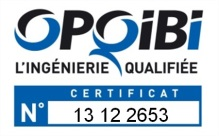 OPQiBi
L'INGÉNIERIE QUALIFIÉE
CERTIFICAT
N° 13 12 2653